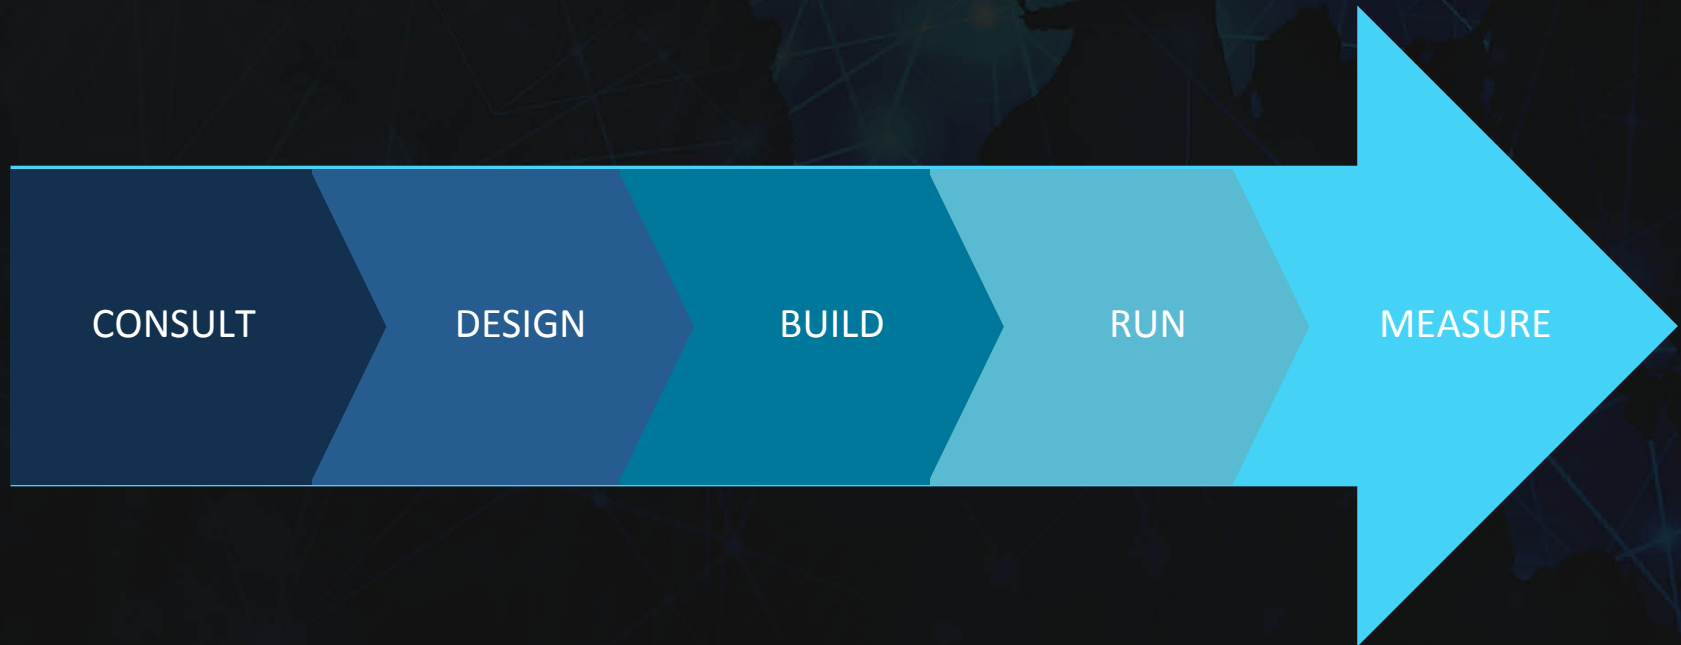 CONSULT
DESIGN
BUILD
RUN
MEASURE